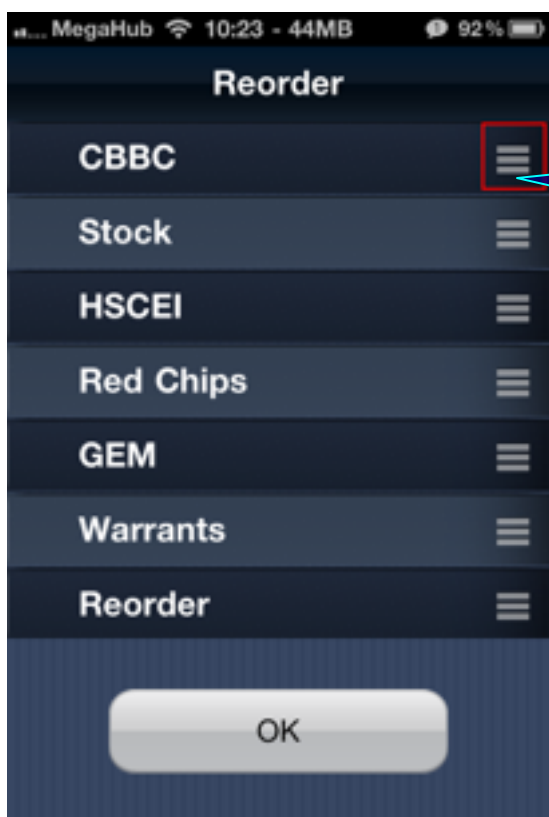 ... MegaHub 10:23 - 44MB 92%
Reorder
CBBC
Stock
HSCEI
Red Chips
GEM
Warrants
Reorder
OK